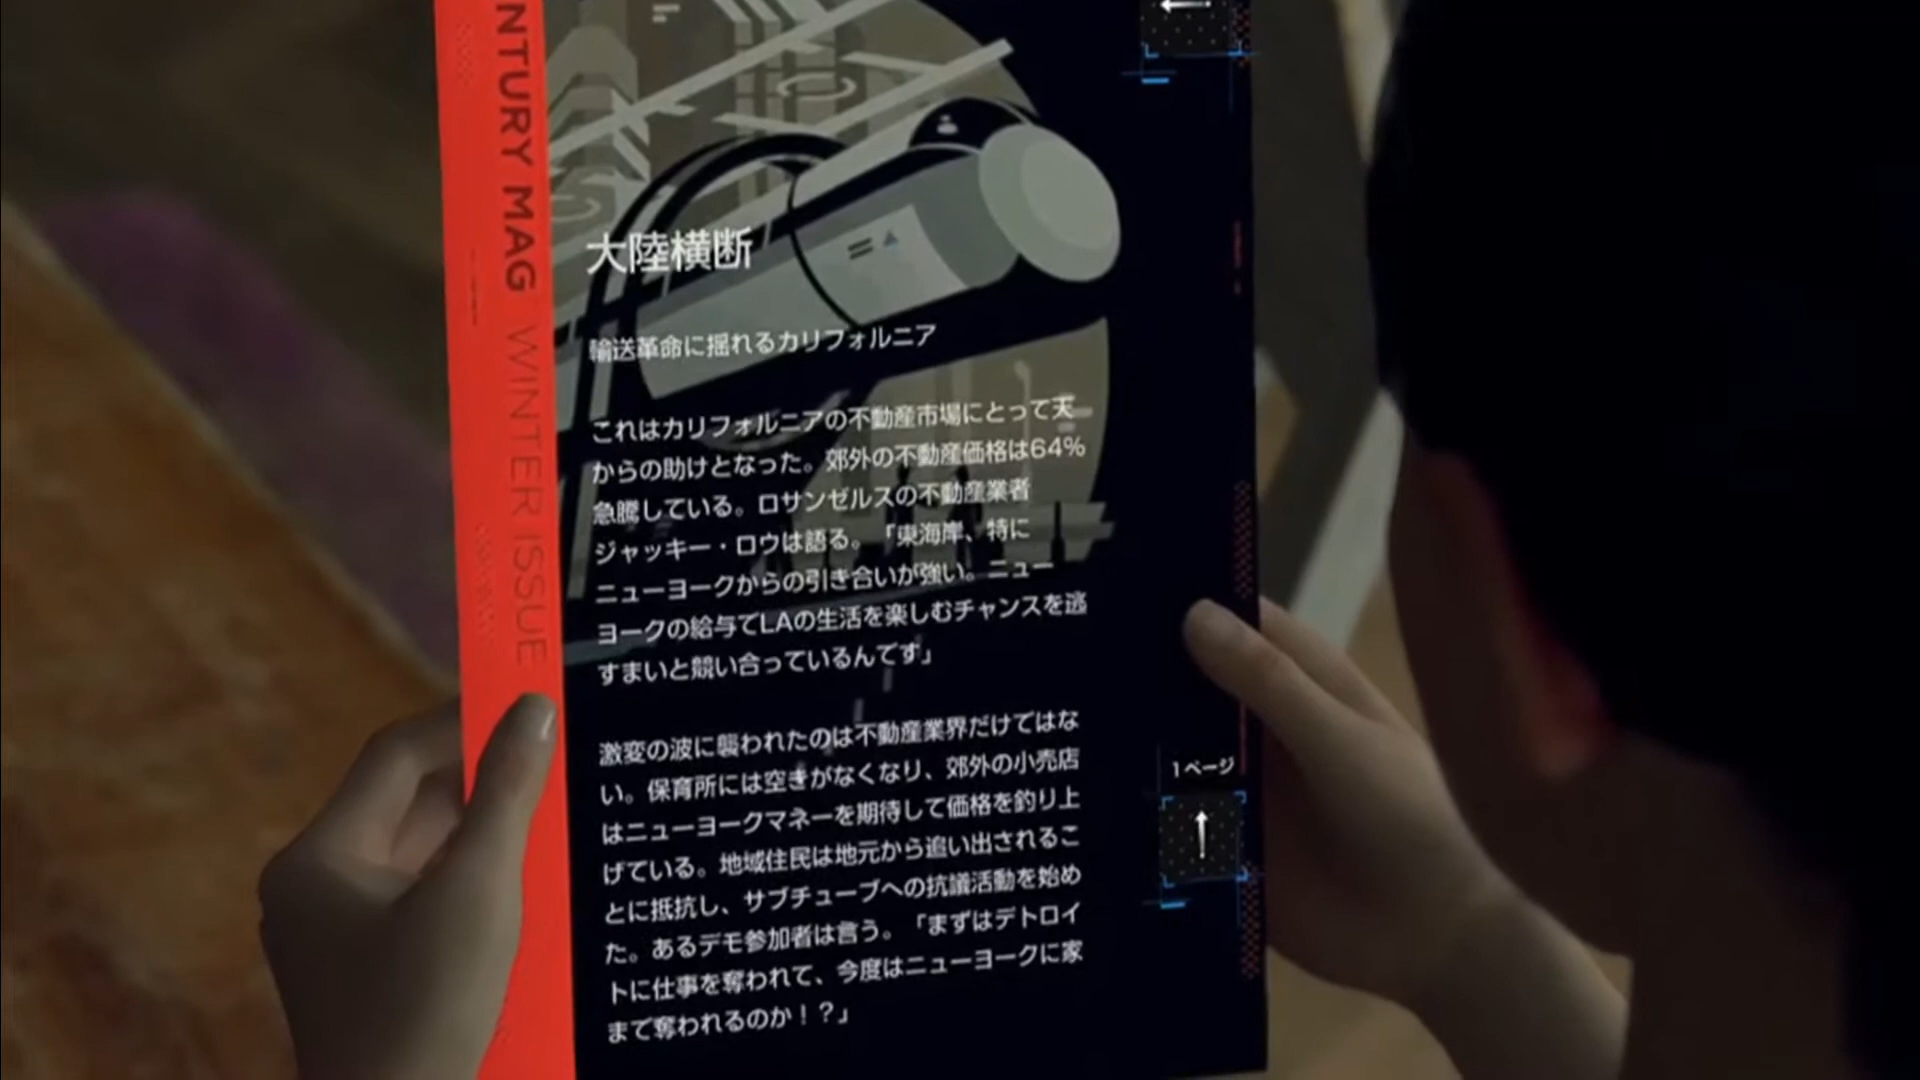 NTURY MAG WINTER ISSUE
大陸横断
輸送革命に揺れるカリフォルニア
これはカリフォルニアの不動産市場にとって天
からの助けとなった。郊外の不動産価格は64%
急騰している。ロサンゼルスの不動産業者
ジャッキー・ロウは語る。「東海岸、特に
ニューヨークからの引き合いが強い。ニュー
ヨークの給与でLAの生活を楽しむチャンスを逃
すまいと競い合っているんです」
激変の波に襲われたのは不動産業界だけではな
い。保育所には空きがなくなり、郊外の小売店
はニューヨークマネーを期待して価格を釣り上
げている。地域住民は地元から追い出されるこ
とに抵抗し、サブチューブへの抗議活動を始め
た。あるデモ参加者は言う。「まずはデトロイ
トに仕事を奪われて、今度はニューヨークに家
まで奪われるのか！？」
1ページ